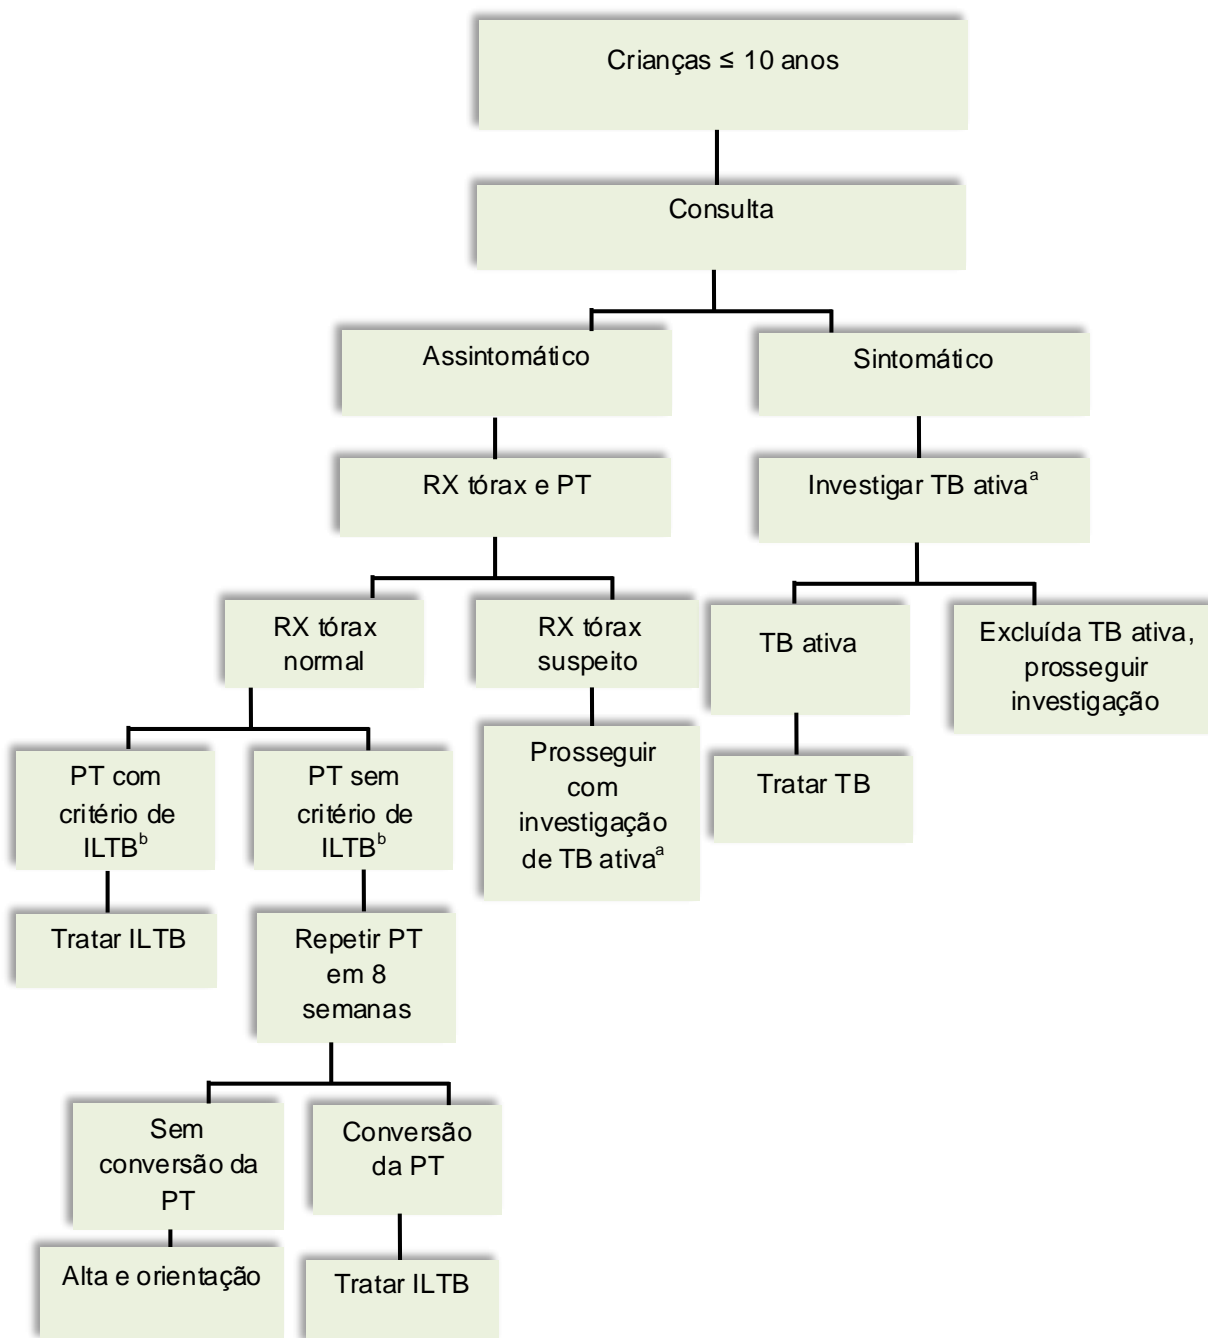 Crianças ≤ 10 anos
Consulta
Assintomático
Sintomático
RX tórax e PT
Investigar TB ativaᵃ
RX tórax
normal
RX tórax
suspeito
TB ativa
Excluída TB ativa,
prosseguir
investigação
PT com
critério de
ILTBᵇ
PT sem
critério de
ILTBᵇ
Prosseguir
com
investigação
de TB ativaᵃ
Tratar TB
Tratar ILTB
Repetir PT
em 8
semanas
Sem
conversão da
PT
Conversão
da PT
Alta e orientação
Tratar ILTB